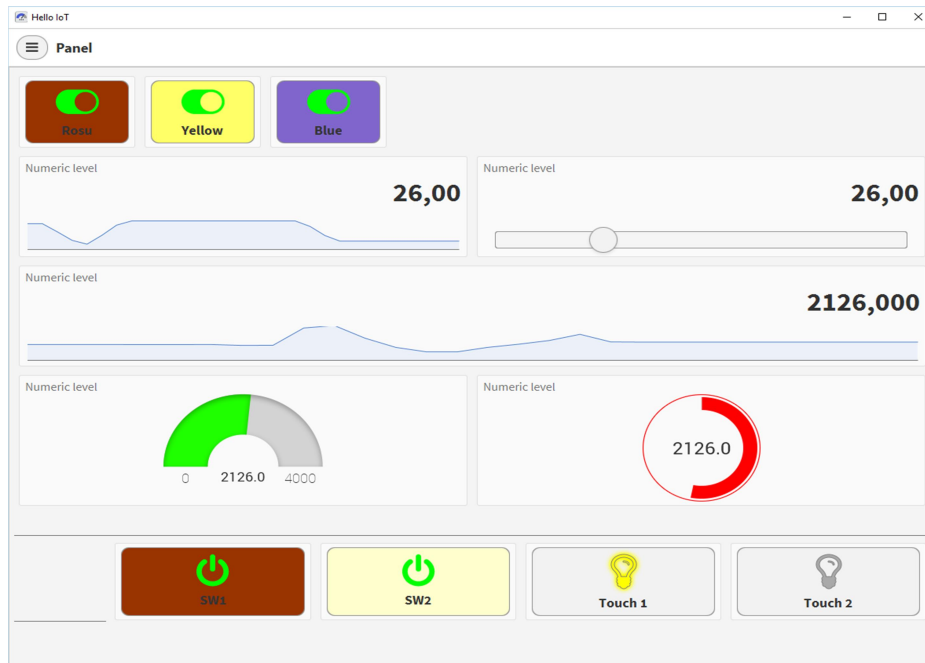 Hello IoT
Panel
Rosu
Yellow
Blue
Numeric level
26,00
Numeric level
26,00
Numeric level
2126,000
Numeric level
0
2126.0
4000
Numeric level
2126.0
SW1
SW2
Touch 1
Touch 2